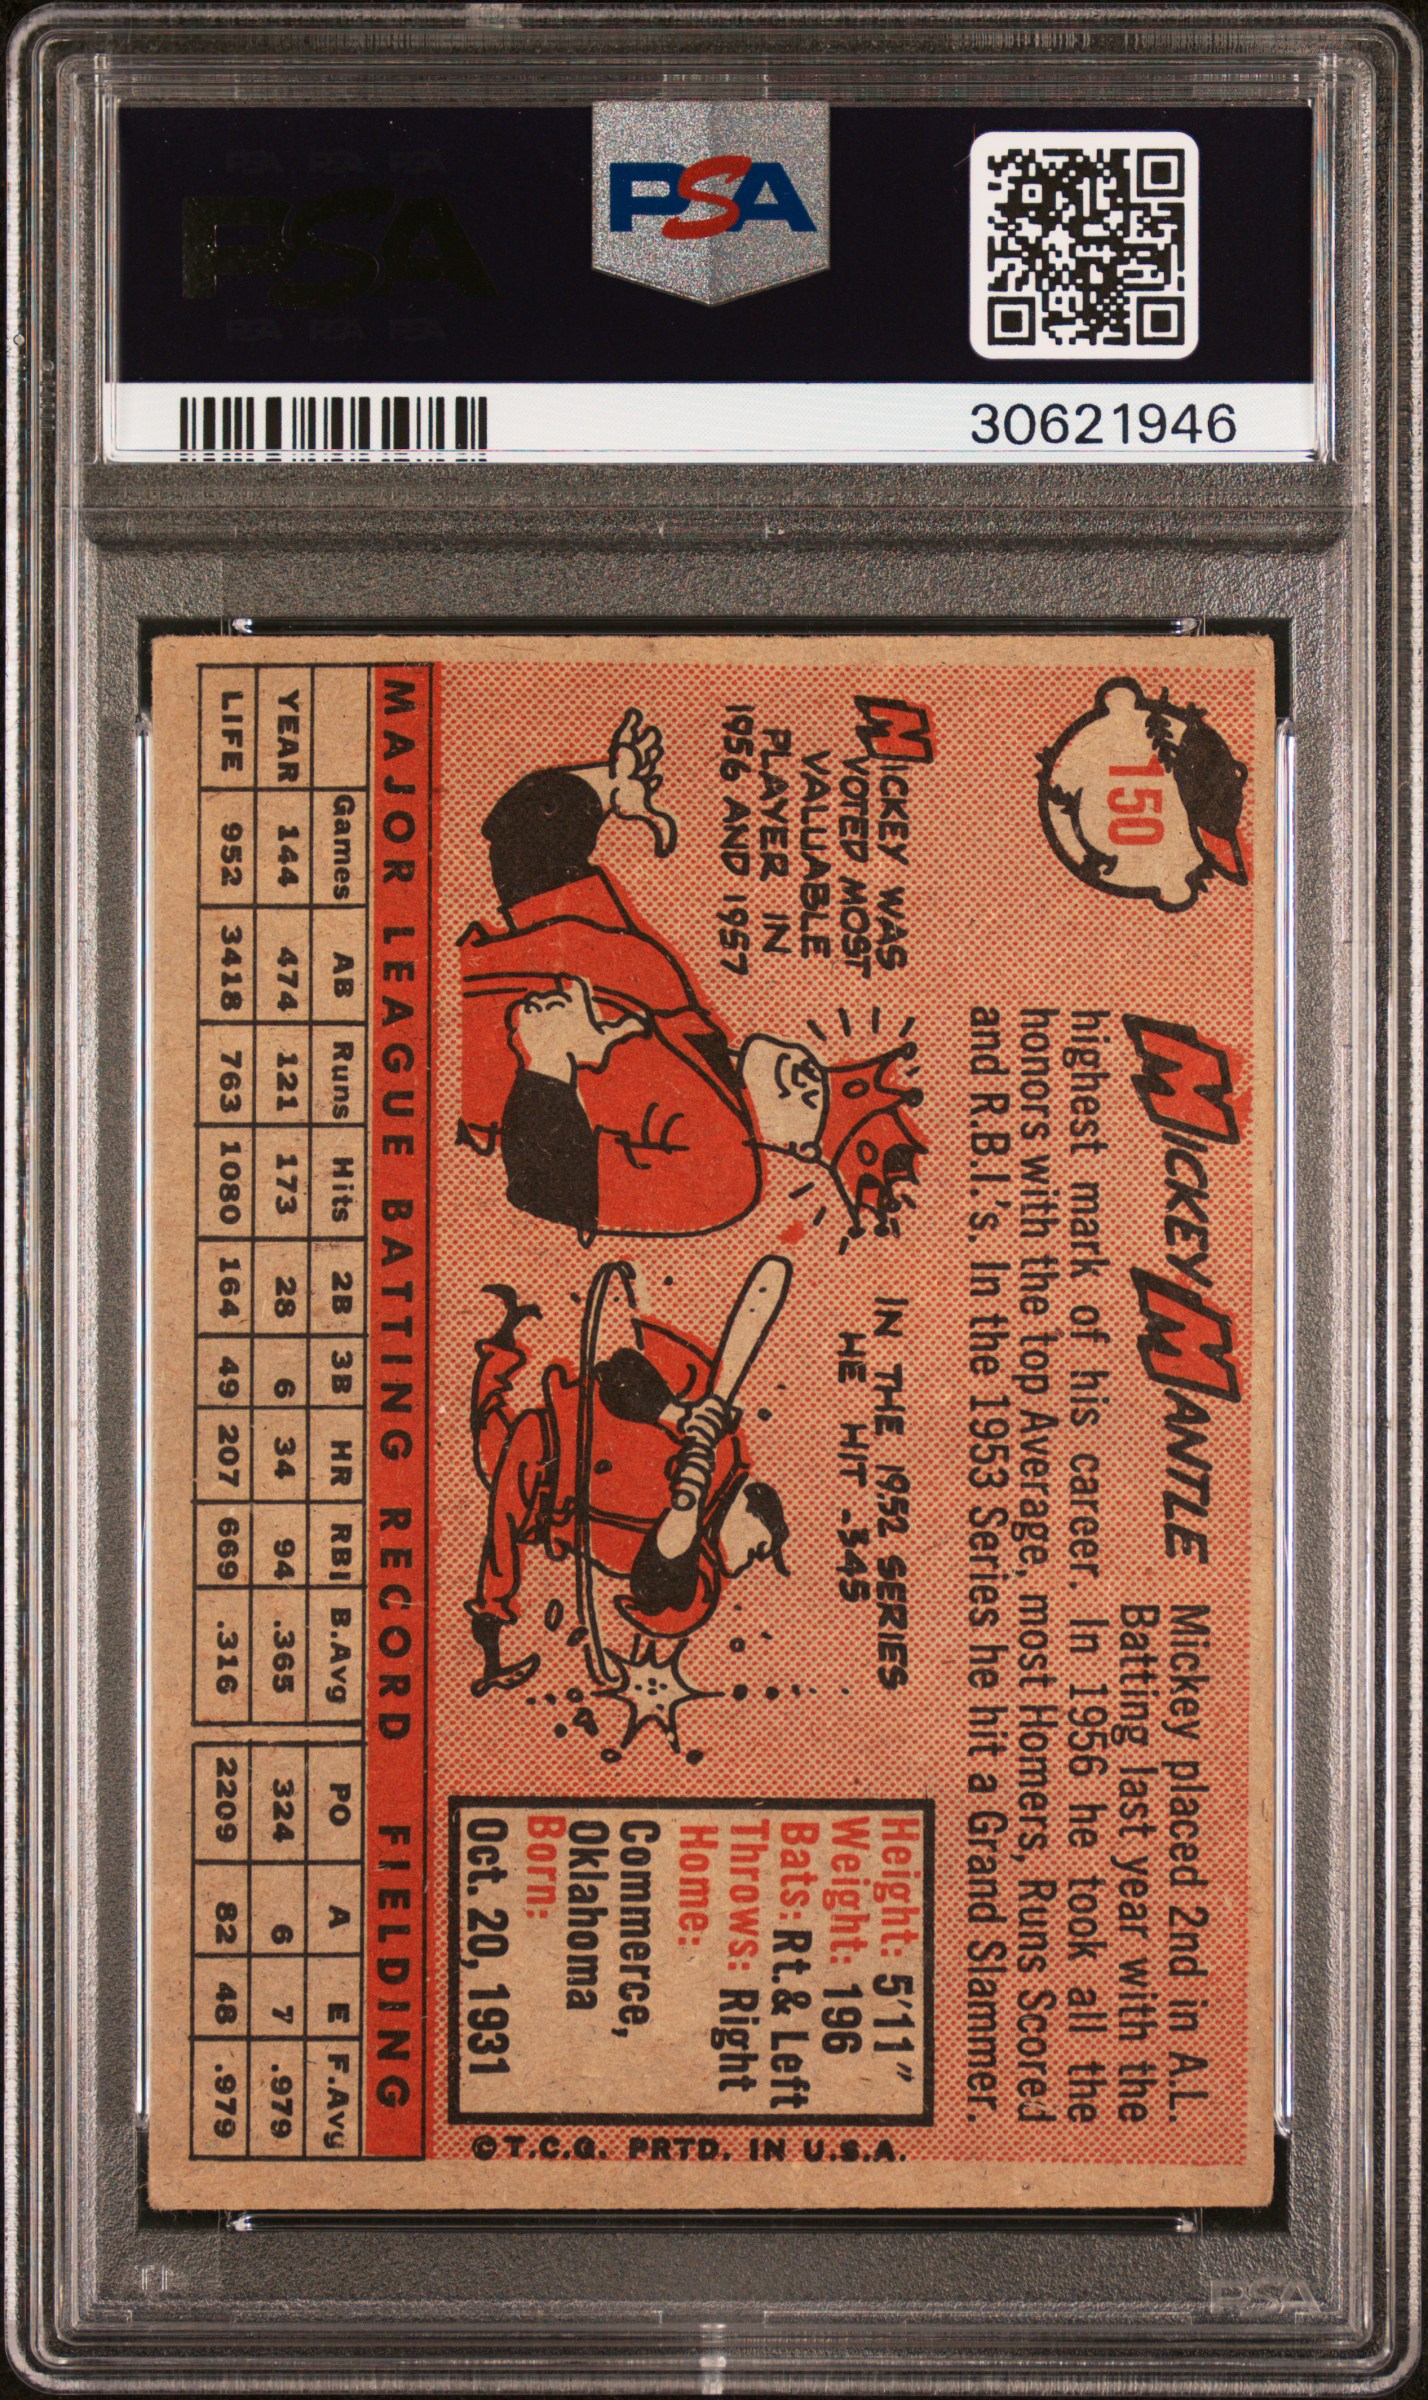 PSA PSA PSA
PSA
PSA PSA PSA
PSA
30621946
150
MICKEY MANTLE
Mickey placed 2nd in A.L.
Batting last year with the
highest mark of his career. In 1956 he took all the
honors with the top Average, most Homers, Runs Scored
and R.B.I.'s. In the 1953 Series he hit a Grand Slammer.
MICKEY WAS
VOTED MOST
VALUABLE
PLAYER IN
1956 AND 1957
IN THE 1952 SERIES
HE HIT .345
Height: 5'11"
Weight: 196
Bats: Rt. & Left
Throws: Right
Home:
Commerce,
Oklahoma
Born:
Oct. 20, 1931
©T.C.G. PRTD. IN U.S.A.
MAJOR LEAGUE BATTING RECORD FIELDING
Games AB Runs Hits 2B 3B HR RBI B.Avg PO A E F.Avg
YEAR 144 474 121 173 28 6 34 94 .365 324 6 7 .979
LIFE 952 3418 763 1080 164 49 207 669 .316 2209 82 48 .979
PSA